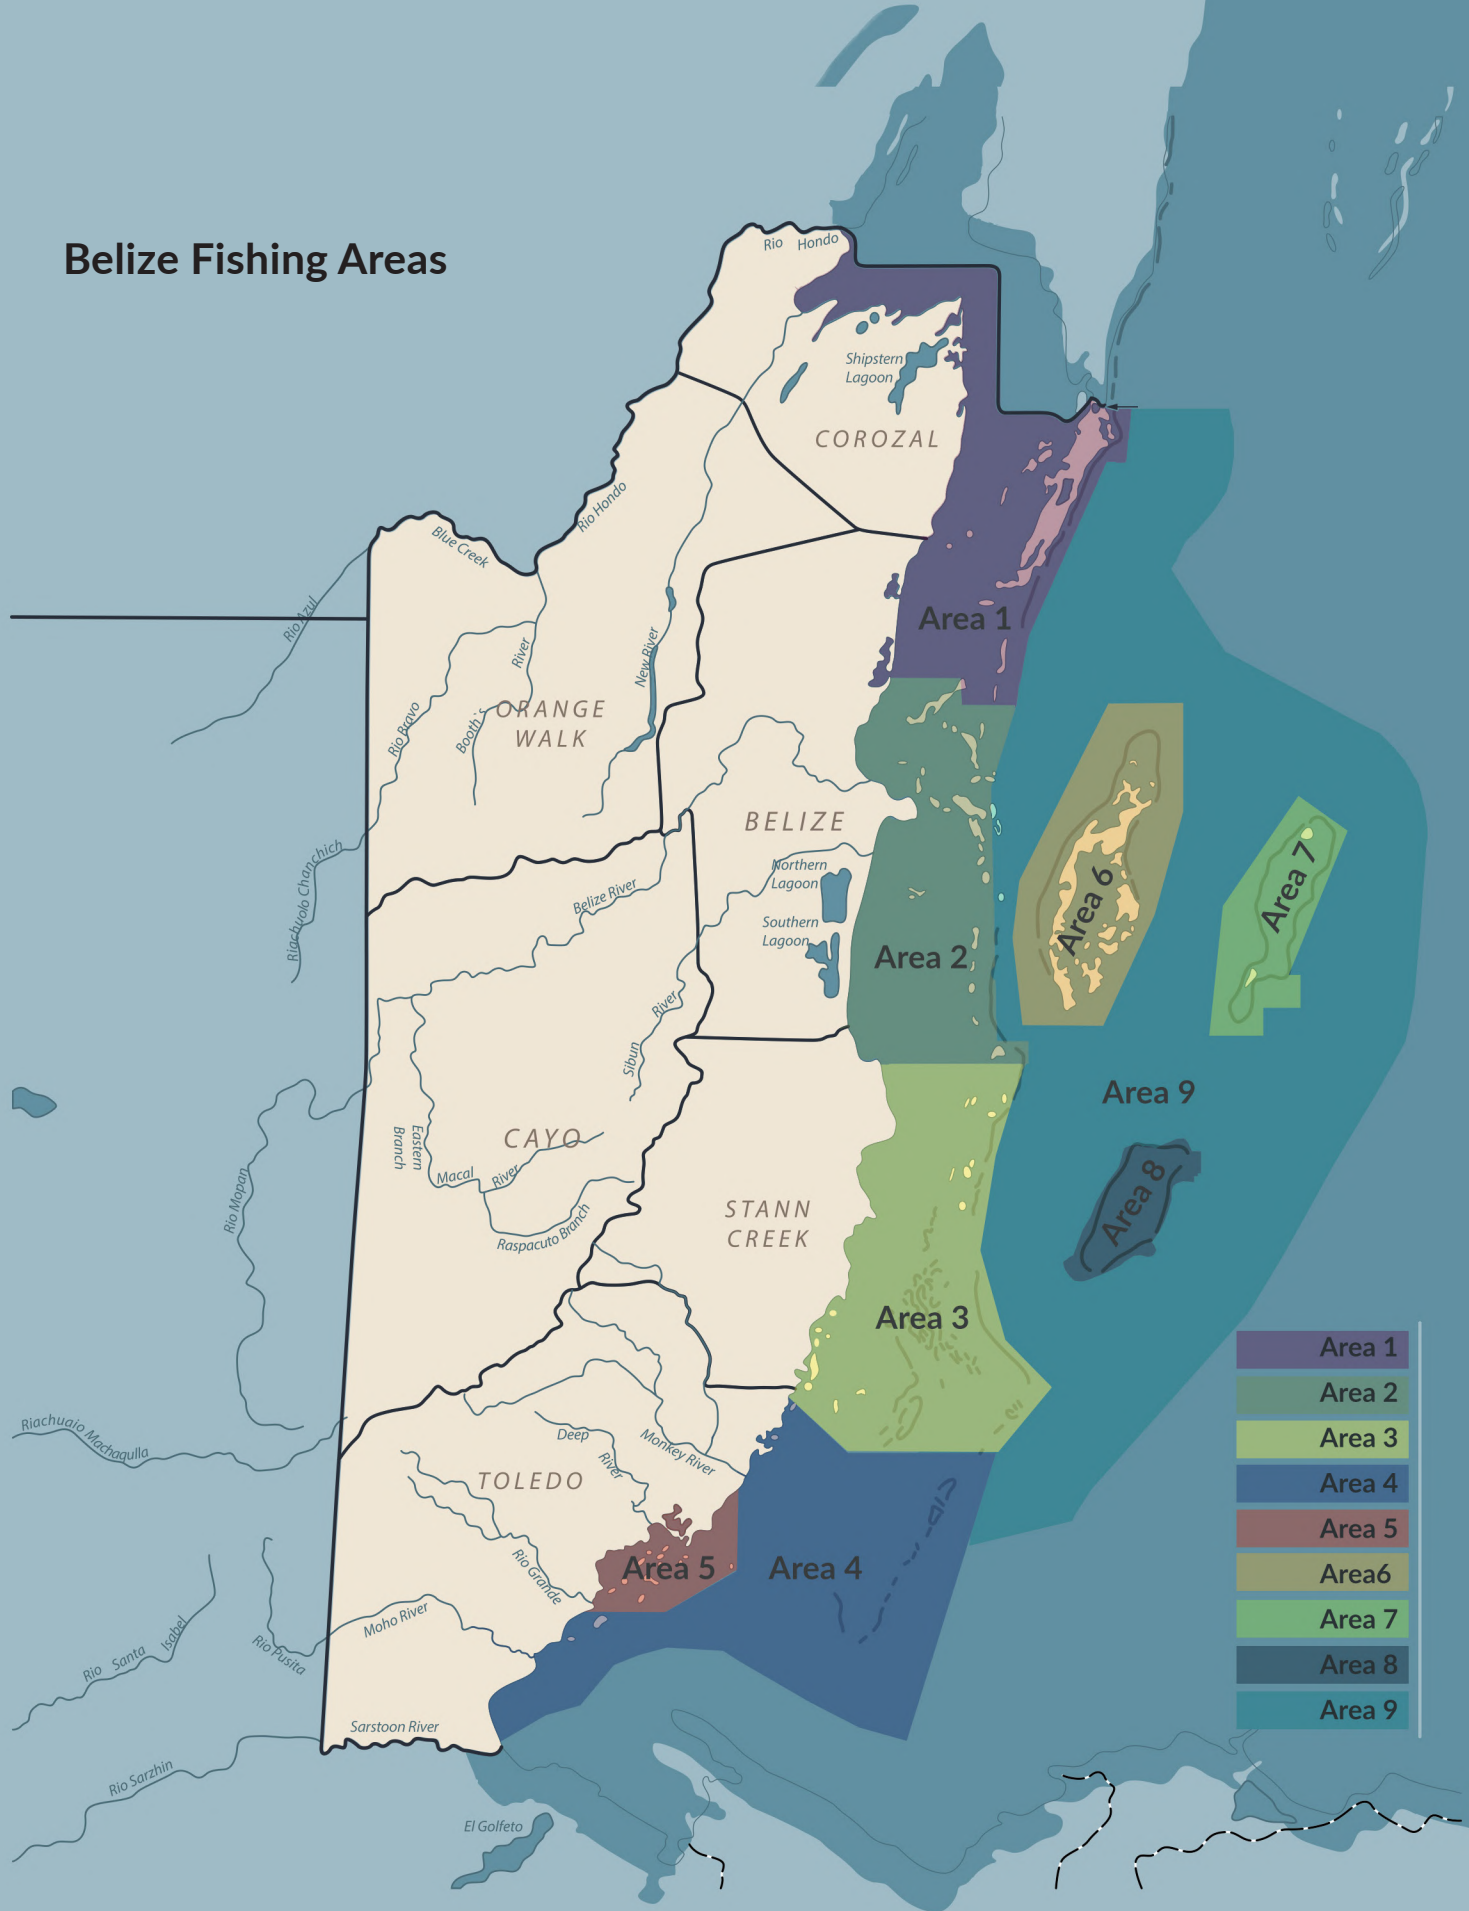 Rio Hondo
Belize Fishing Areas
Shipstern
Lagoon
COROZAL
Rio Hondo
Blue Creek
Rio Azul
Area 1
River
New River
ORANGE
WALK
Rio Bravo
Booth's
BELIZE
Northern
Lagoon
Riachuolo Chanchich
Belize River
Southern
Lagoon
Area 6
Area 7
Area 2
River
Sibun
Area 9
Eastern
Branch
CAYO
Macal River
Area 8
Rio Mopan
STANN
CREEK
Raspacuto Branch
Area 3
Area 1
Area 2
Area 3
Area 4
Area 5
Area6
Area 7
Area 8
Area 9
Riachuaio Machaqulla
Deep
River
Monkey River
TOLEDO
Area 5
Area 4
Rio Grande
Moho River
Rio Santa Isabel
Rio Pusita
Sarstoon River
Rio Sarzhin
El Golfeto